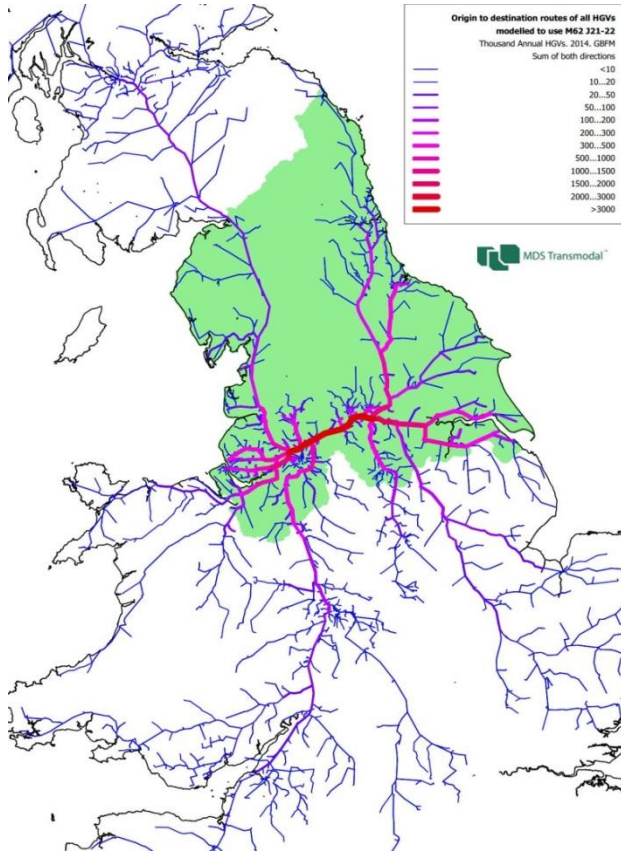 Origin to destination routes of all HGVs
modelled to use M62 J21-22
Thousand Annual HGVs. 2014. GBFM
Sum of both directions
<10
10...20
20...50
50...100
100...200
200...300
300...500
500...1000
1000...1500
1500...2000
2000...3000
>3000
MDS Transmodal™